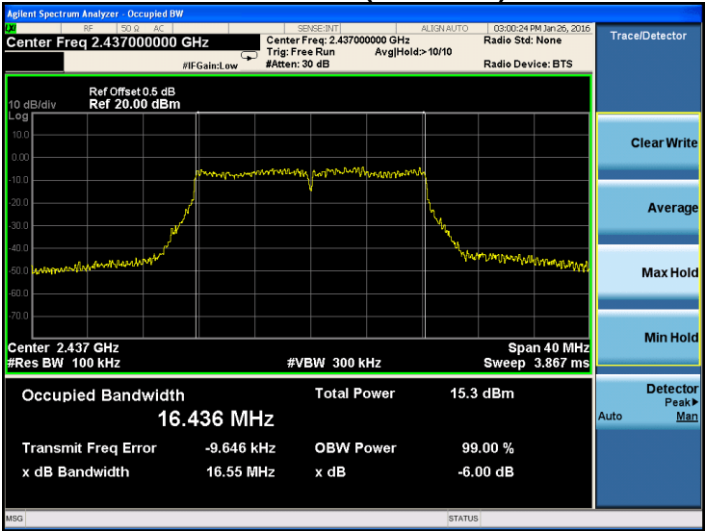 Agilent Spectrum Analyzer - Occupied BW
RF 50 Ω AC SENSE:INT ALIGN AUTO 03:00:24 PM Jan 26, 2016
Center Freq 2.437000000 GHz
Center Freq: 2.437000000 GHz
Radio Std: None
Trig: Free Run Avg|Hold:>10/10
#IFGain:Low
#Atten: 30 dB
Radio Device: BTS
Ref Offset 0.5 dB
10 dB/div Ref 20.00 dBm
Log
10.0
0.00
-10.0
-20.0
-30.0
-40.0
-50.0
-60.0
-70.0
Center 2.437 GHz Span 40 MHz
#Res BW 100 kHz #VBW 300 kHz Sweep 3.867 ms
Occupied Bandwidth Total Power 15.3 dBm
16.436 MHz
Transmit Freq Error -9.646 kHz OBW Power 99.00 %
x dB Bandwidth 16.55 MHz x dB -6.00 dB
MSG STATUS
Trace/Detector
Clear Write
Average
Max Hold
Min Hold
Detector
Peak▶
Auto Man